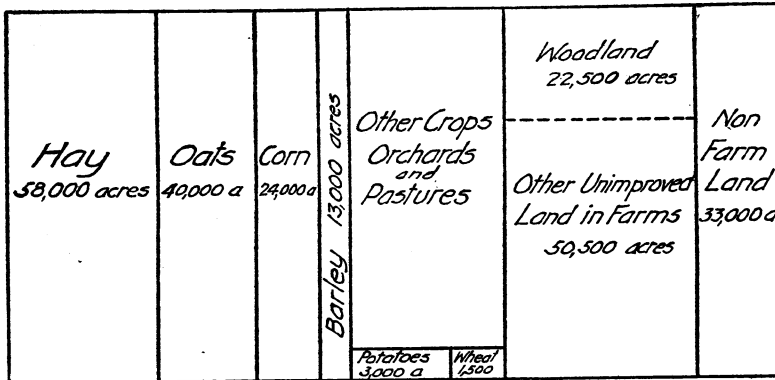 Hay
58,000 acres
Oats
40,000 a
Corn
24,000 a
Barley 13,000 acres
Other Crops
Orchards
and
Pastures
Potatoes
3,000 a
Wheat
1,500
Woodland
22,500 acres
Other Unimproved
Land in Farms
50,500 acres
Non
Farm
Land
33,000 a